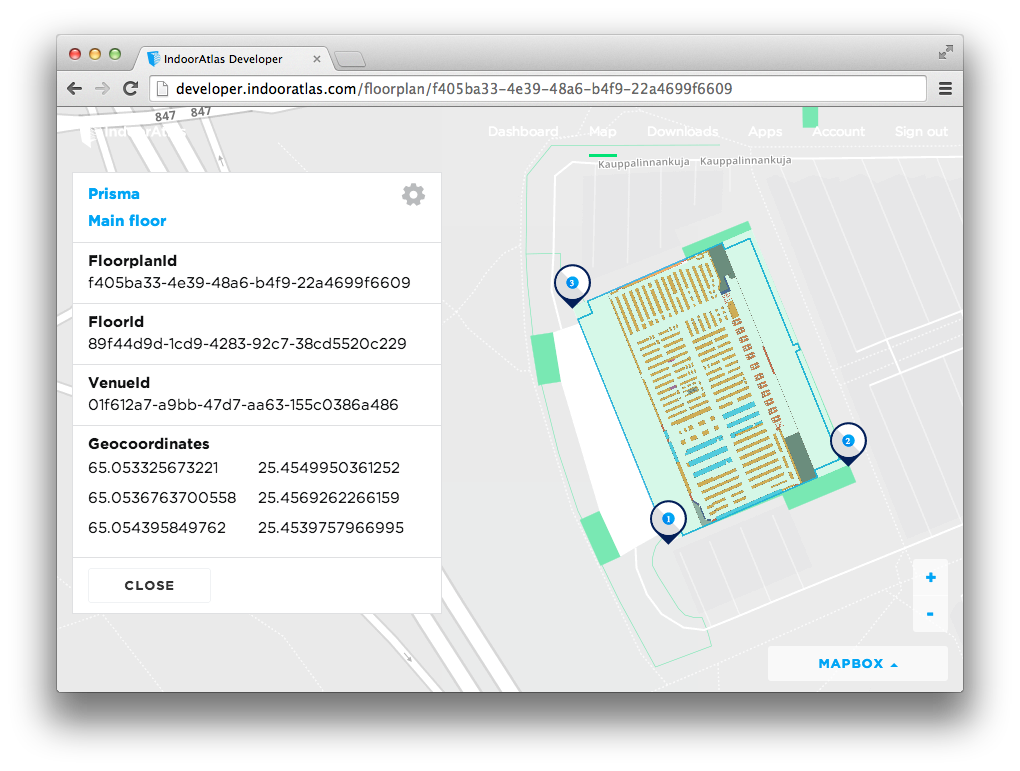 IndoorAtlas Developer
developer.indooratlas.com/floorplan/f405ba33-4e39-48a6-b4f9-22a4699f6609
847 847
IndoorAtlas Dashboard Map Downloads Apps Account Sign out
Kauppalinnankuja Kauppalinnankuja
Prisma
Main floor
FloorplanId
f405ba33-4e39-48a6-b4f9-22a4699f6609
FloorId
89f44d9d-1cd9-4283-92c7-38cd5520c229
VenueId
01f612a7-a9bb-47d7-aa63-155c0386a486
Geocoordinates
65.053325673221 25.4549950361252
65.0536763700558 25.4569262266159
65.054395849762 25.4539757966995
CLOSE
3
2
1
+
-
MAPBOX